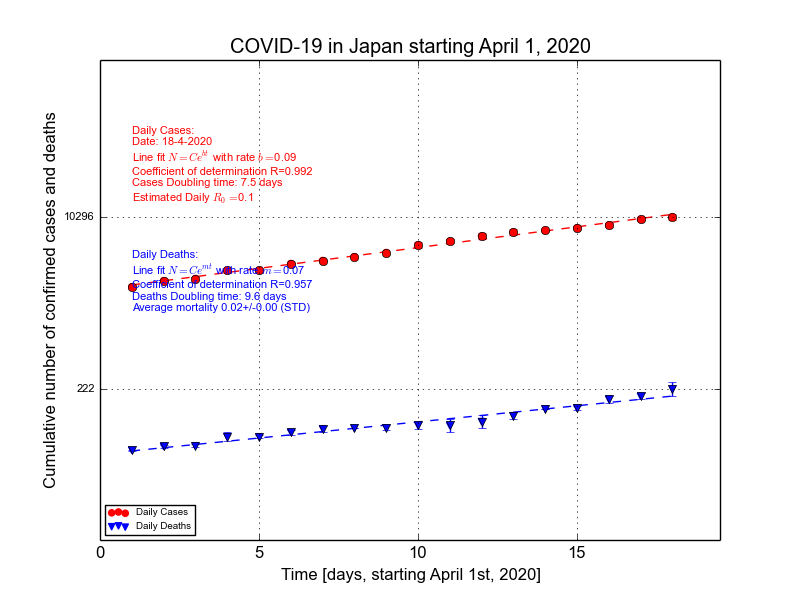 COVID-19 in Japan starting April 1, 2020
Cumulative number of confirmed cases and deaths
Daily Cases:
Date: 18-4-2020
Line fit N = Ce^{bt} with rate b =0.09
Coefficient of determination R=0.992
Cases Doubling time: 7.5 days
Estimated Daily R_0 =0.1
10296
Daily Deaths:
Line fit N = Ce^{mt} with rate m =0.07
Coefficient of determination R=0.957
Deaths Doubling time: 9.6 days
Average mortality 0.02+/-0.00 (STD)
222
Daily Cases
Daily Deaths
0 5 10 15
Time [days, starting April 1st, 2020]